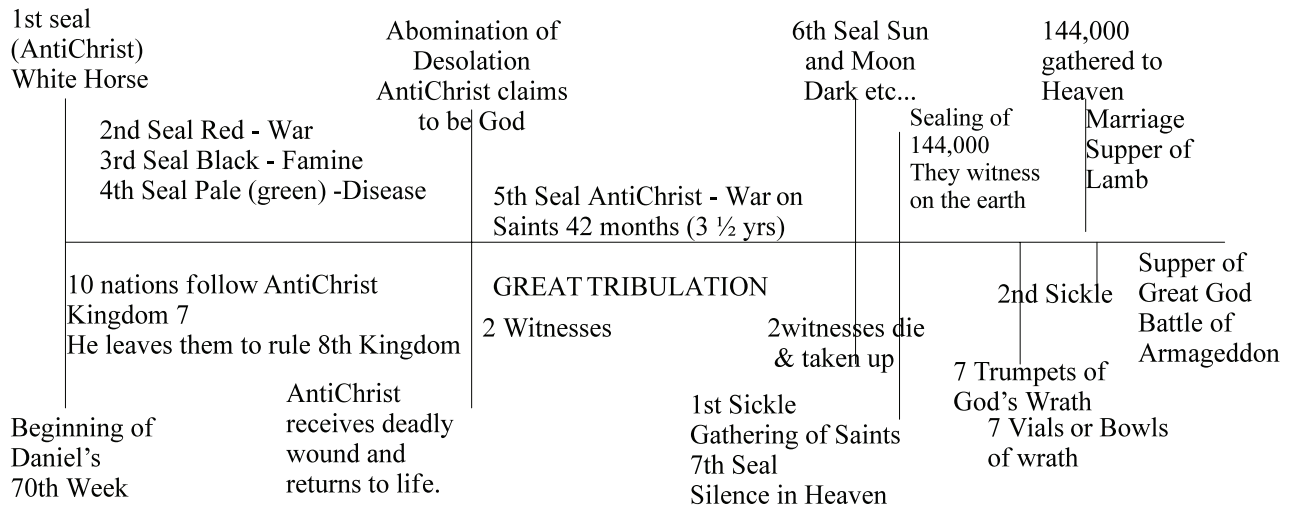 1st seal
(AntiChrist)
White Horse
Abomination of
Desolation
AntiChrist claims
to be God
6th Seal Sun
and Moon
Dark etc...
144,000
gathered to
Heaven
2nd Seal Red - War
3rd Seal Black - Famine
4th Seal Pale (green) -Disease
5th Seal AntiChrist - War on
Saints 42 months (3 ½ yrs)
Sealing of
144,000
They witness
on the earth
Marriage
Supper of
Lamb
10 nations follow AntiChrist
Kingdom 7
He leaves them to rule 8th Kingdom
GREAT TRIBULATION
2 Witnesses
2witnesses die
& taken up
2nd Sickle
Supper of
Great God
Battle of
Armageddon
Beginning of
Daniel's
70th Week
AntiChrist
receives deadly
wound and
returns to life.
1st Sickle
Gathering of Saints
7th Seal
Silence in Heaven
7 Trumpets of
God's Wrath
7 Vials or Bowls
of wrath